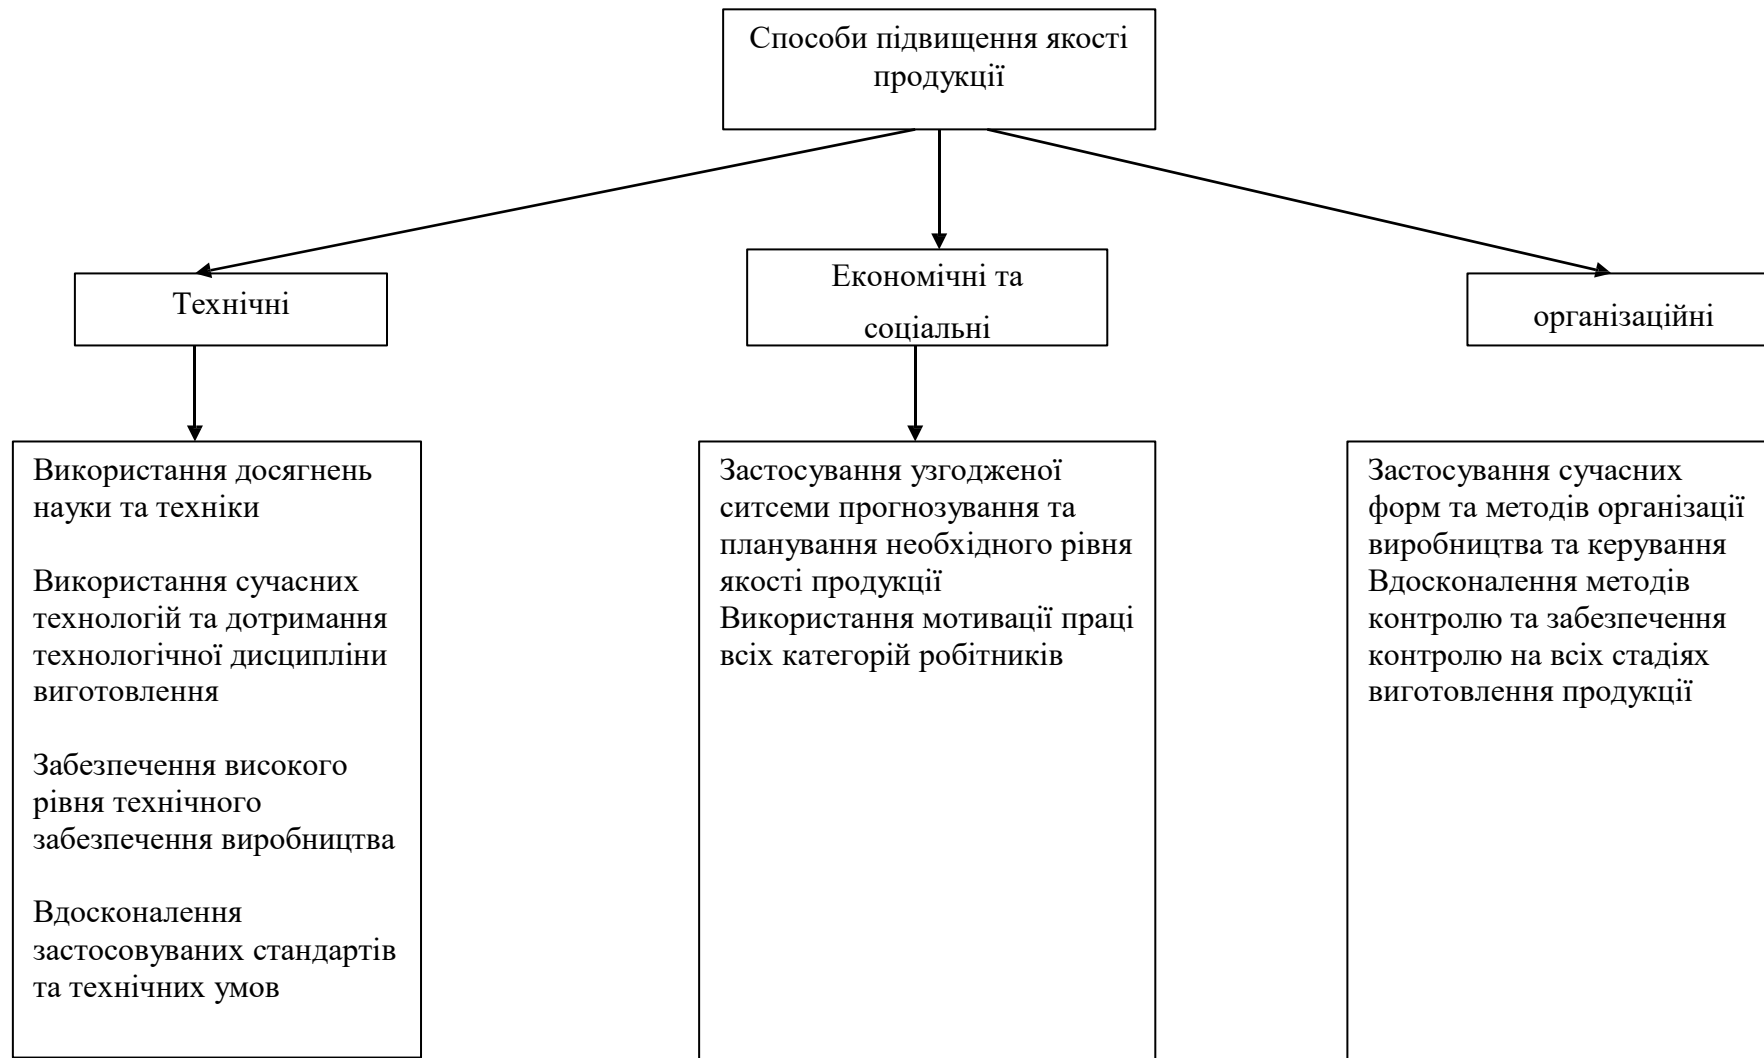 Способи підвищення якості
продукції
Технічні
Економічні та
соціальні
організаційні
Використання досягнень
науки та техніки
Використання сучасних
технологій та дотримання
технологічної дисципліни
виготовлення
Забезпечення високого
рівня технічного
забезпечення виробництва
Вдосконалення
застосовуваних стандартів
та технічних умов
Застосування узгодженої
ситсеми прогнозування та
планування необхідного рівня
якості продукції
Використання мотивації праці
всіх категорій робітників
Застосування сучасних
форм та методів організації
виробництва та керування
Вдосконалення методів
контролю та забезпечення
контролю на всіх стадіях
виготовлення продукції